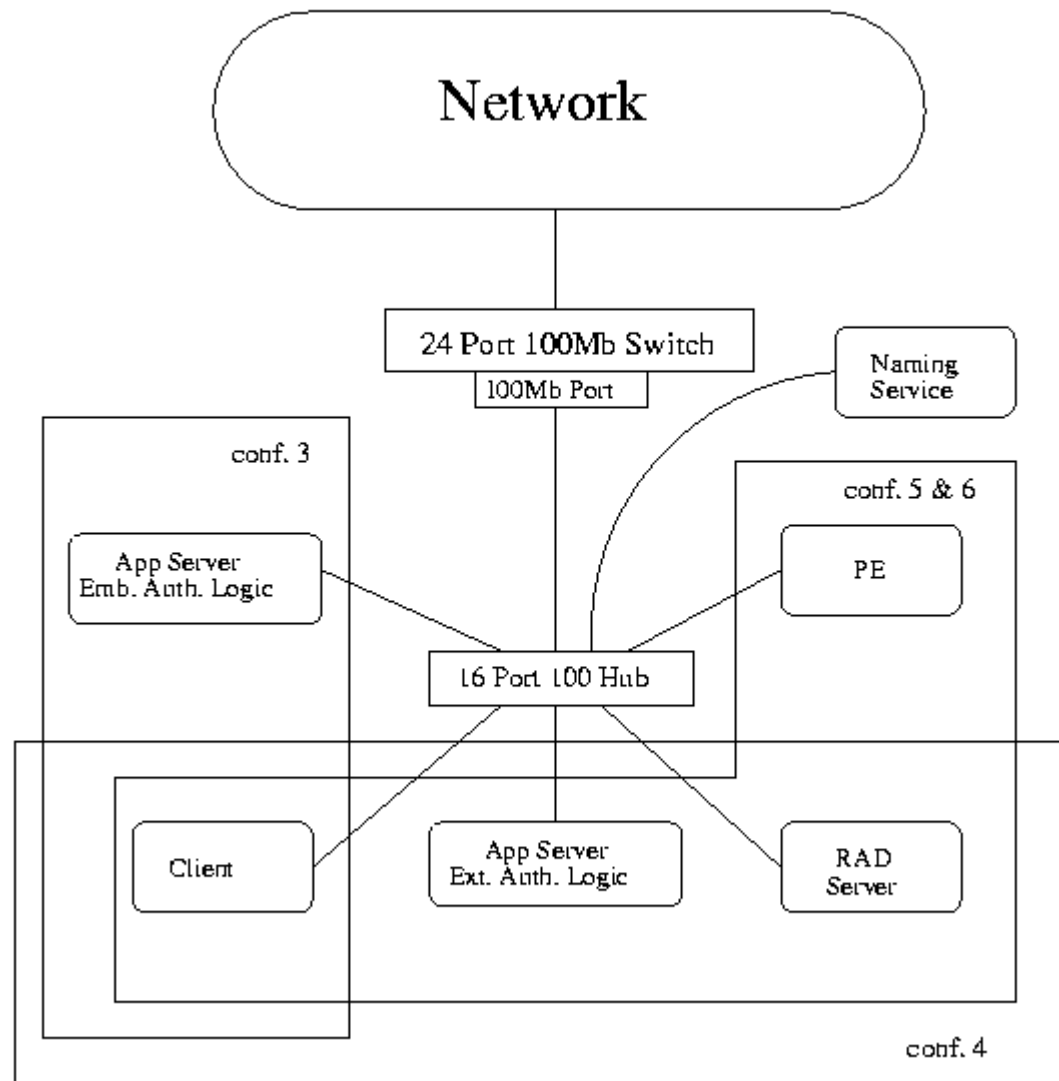 Network
24 Port 100Mb Switch
100Mb Port
Naming
Service
conf. 3
conf. 5 & 6
App Server
Emb. Auth. Logic
PE
16 Port 100 Hub
Client
App Server
Ext. Auth. Logic
RAD
Server
conf. 4